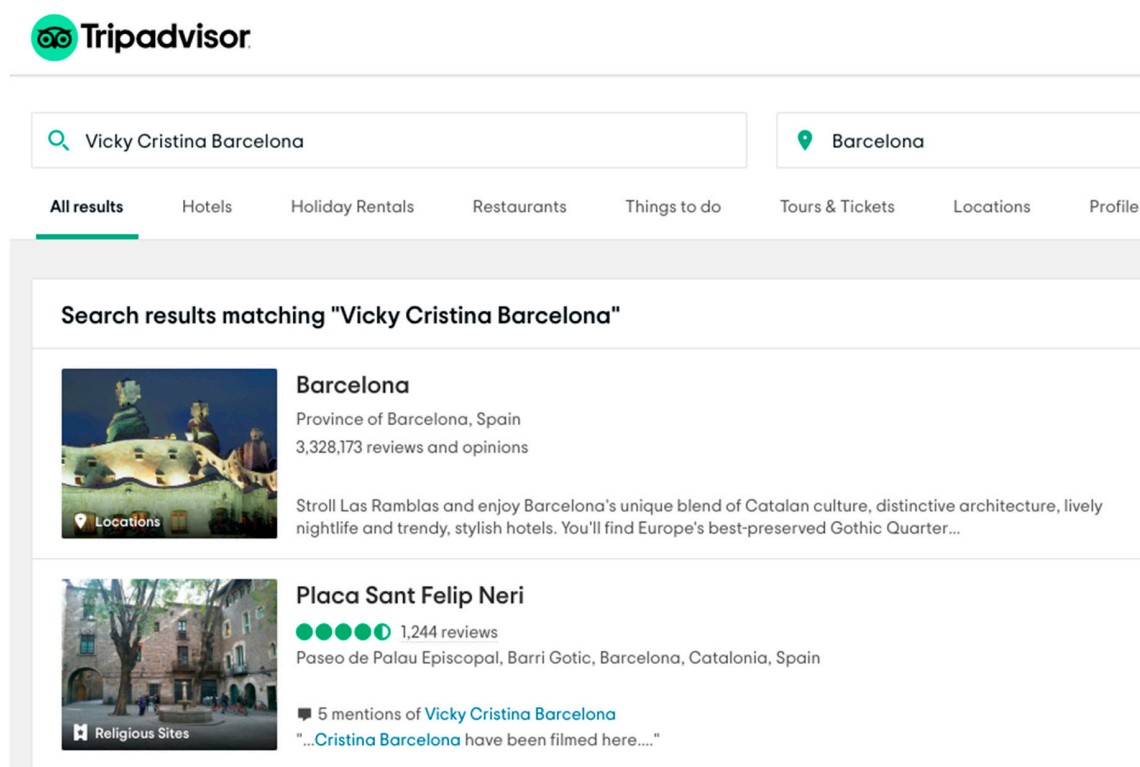 Tripadvisor
Vicky Cristina Barcelona
Barcelona
All results Hotels Holiday Rentals Restaurants Things to do Tours & Tickets Locations Profile
Search results matching "Vicky Cristina Barcelona"
Barcelona
Province of Barcelona, Spain
3,328,173 reviews and opinions
Stroll Las Ramblas and enjoy Barcelona's unique blend of Catalan culture, distinctive architecture, lively
nightlife and trendy, stylish hotels. You'll find Europe's best-preserved Gothic Quarter...
Locations
Placa Sant Felip Neri
1,244 reviews
Paseo de Palau Episcopal, Barri Gotic, Barcelona, Catalonia, Spain
5 mentions of Vicky Cristina Barcelona
"...Cristina Barcelona have been filmed here...."
Religious Sites